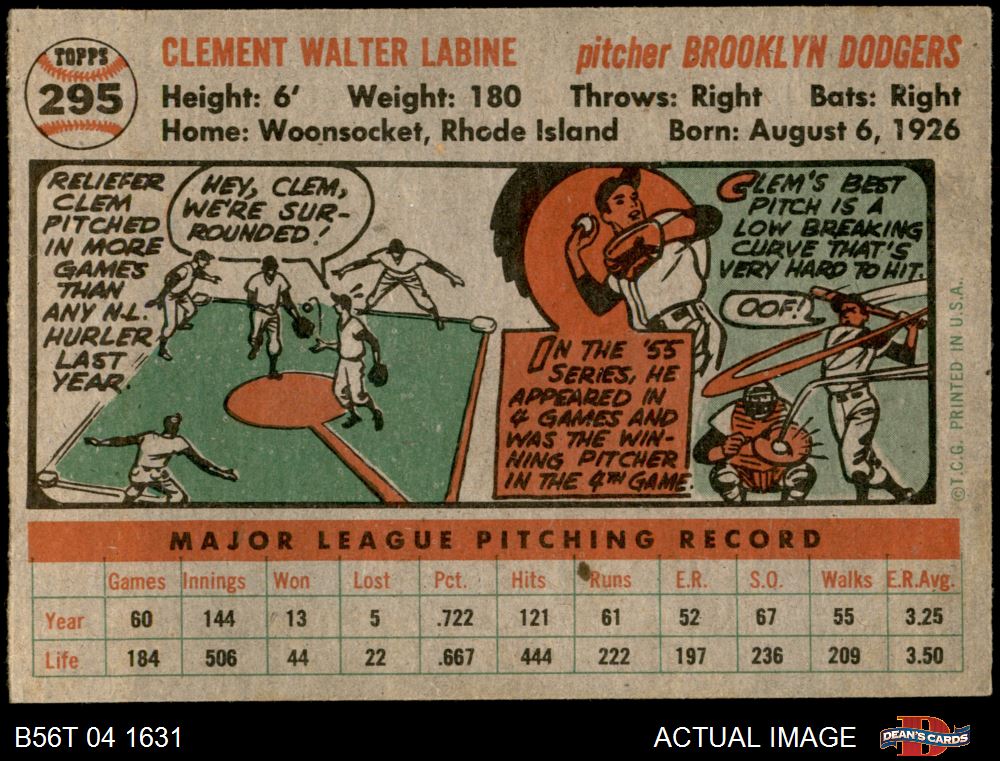 TOPPS
295
CLEMENT WALTER LABINE
pitcher BROOKLYN DODGERS
Height: 6' Weight: 180 Throws: Right Bats: Right
Home: Woonsocket, Rhode Island Born: August 6, 1926
RELIEFER
CLEM
PITCHED
IN MORE
GAMES
THAN
ANY N.L.
HURLER
LAST
YEAR.
HEY, CLEM,
WE'RE SUR-
ROUNDED!
IN THE '55
SERIES, HE
APPEARED IN
4 GAMES AND
WAS THE WIN-
NING PITCHER
IN THE 4TH GAME.
CLEM'S BEST
PITCH IS A
LOW BREAKING
CURVE THAT'S
VERY HARD TO HIT.
OOF!
©T.C.G. PRINTED IN U.S.A.
MAJOR LEAGUE PITCHING RECORD
Games Innings Won Lost Pct. Hits Runs E.R. S.O. Walks E.R.Avg.
Year 60 144 13 5 .722 121 61 52 67 55 3.25
Life 184 506 44 22 .667 444 222 197 236 209 3.50
B56T 04 1631
ACTUAL IMAGE
DEAN'S CARDS